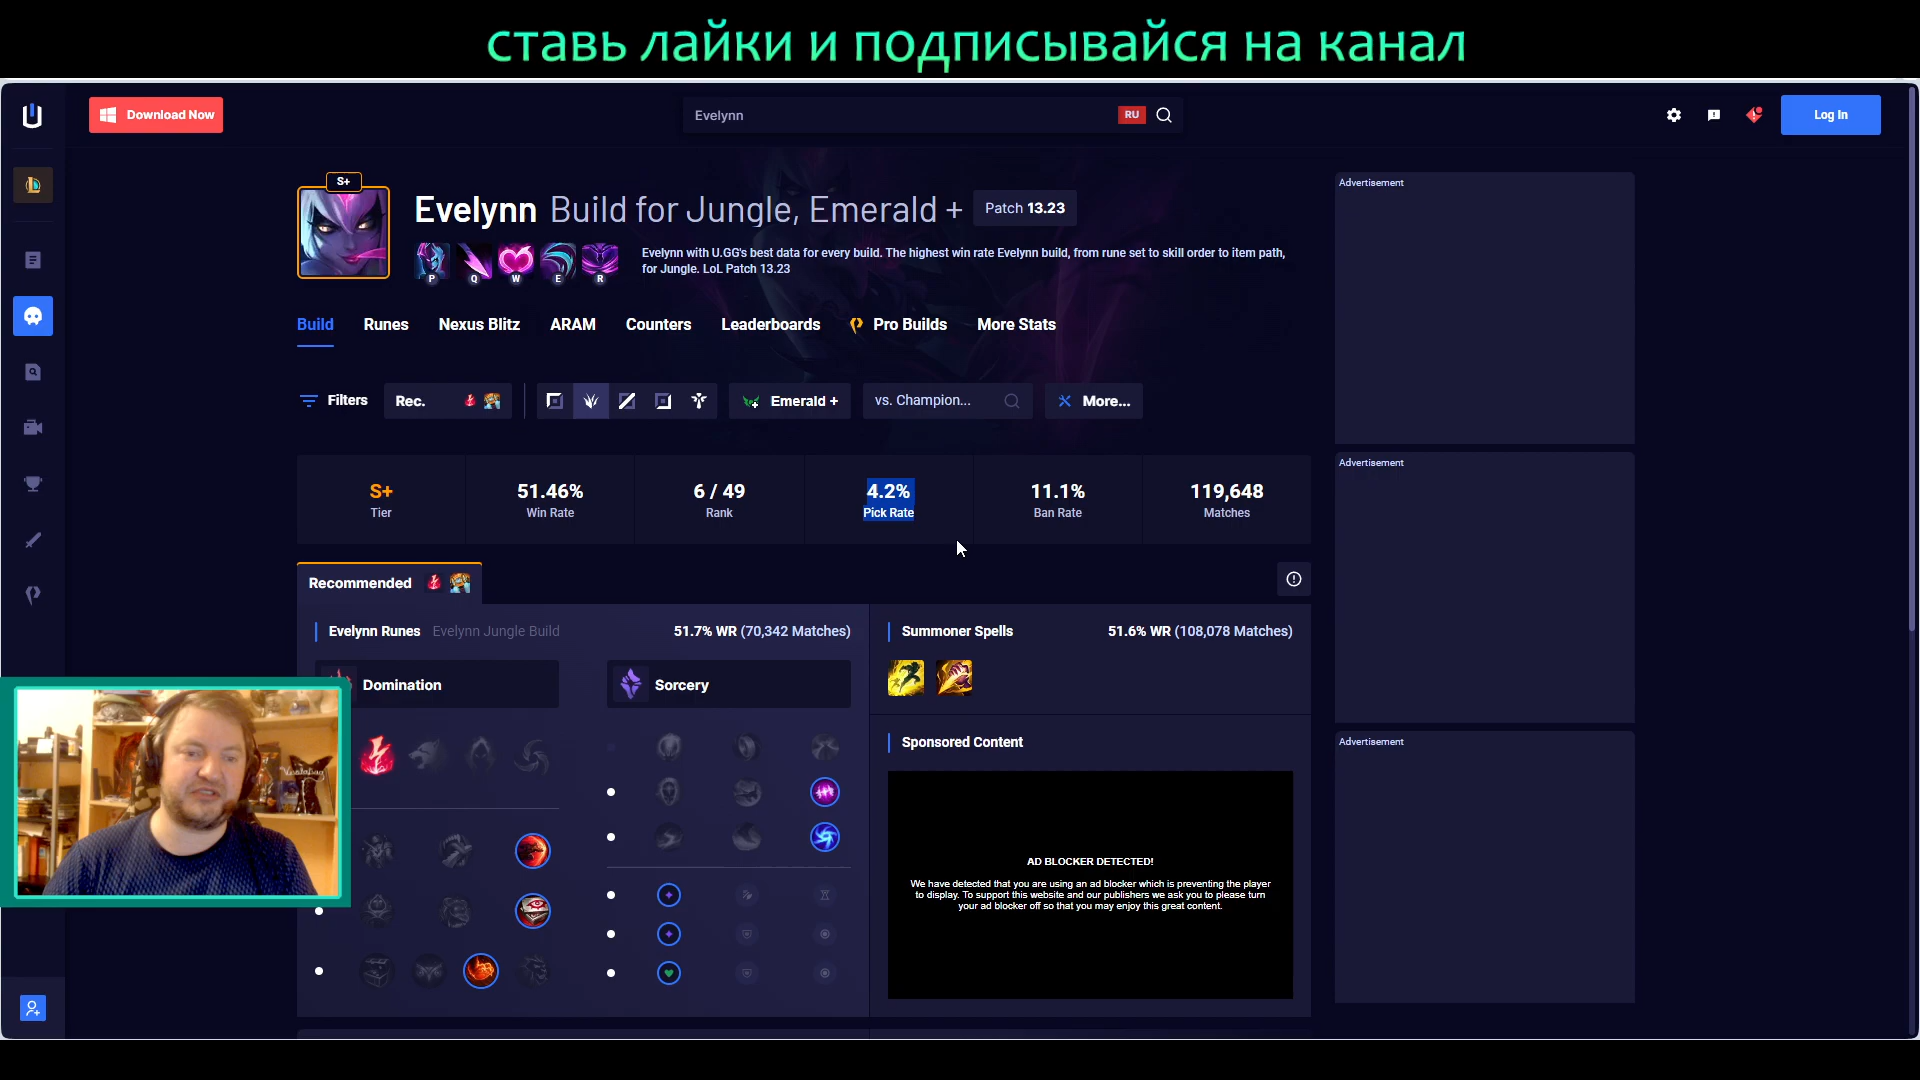 ставь лайки и подписывайся на канал
Download Now
Evelynn
RU
Log In
S+
Evelynn Build for Jungle, Emerald +
Patch 13.23
P Q W E R
Evelynn with U.GG's best data for every build. The highest win rate Evelynn build, from rune set to skill order to item path,
for Jungle. LoL Patch 13.23
Build Runes Nexus Blitz ARAM Counters Leaderboards Pro Builds More Stats
Filters Rec. Emerald + vs. Champion... More...
S+ 51.46% 6 / 49 4.2% 11.1% 119,648
Tier Win Rate Rank Pick Rate Ban Rate Matches
Recommended
Evelynn Runes Evelynn Jungle Build 51.7% WR (70,342 Matches)
Domination Sorcery
Summoner Spells 51.6% WR (108,078 Matches)
Sponsored Content
AD BLOCKER DETECTED!
We have detected that you are using an ad blocker which is preventing the player
to display. To support this website and our publishers we ask you to please turn
your ad blocker off so that you may enjoy this great content.
Advertisement
Advertisement
Advertisement